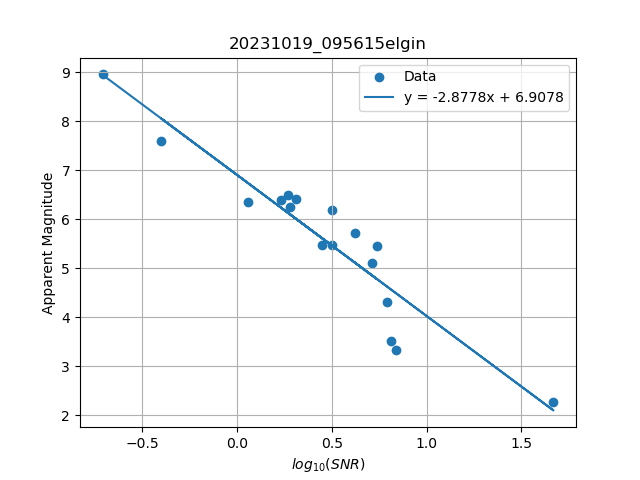 20231019_095615elgin
Data
y = -2.8778x + 6.9078
Apparent Magnitude
9
8
7
6
5
4
3
2
−0.5 0.0 0.5 1.0 1.5
log₁₀(SNR)